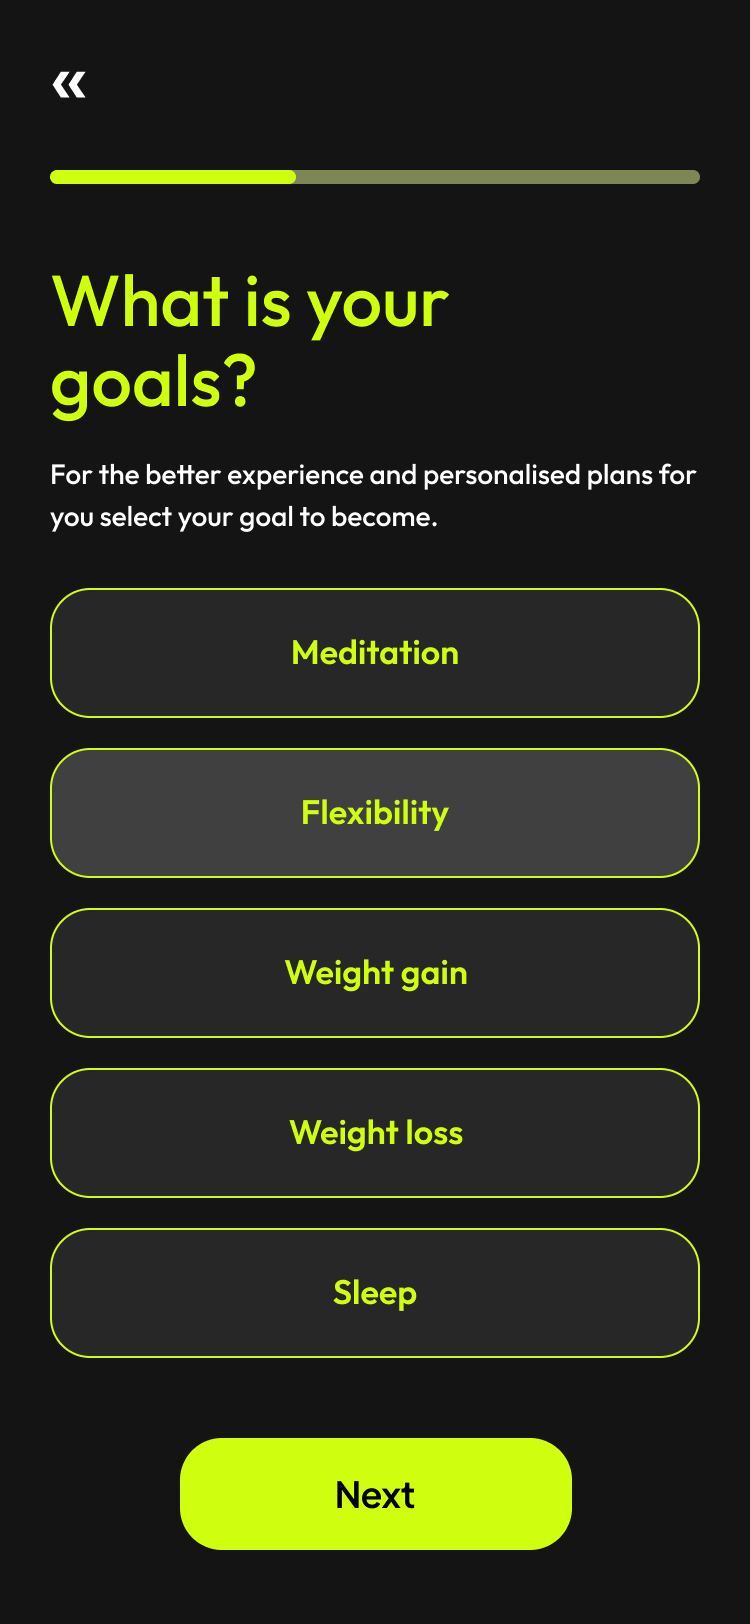 «
What is your
goals?
For the better experience and personalised plans for
you select your goal to become.
Meditation
Flexibility
Weight gain
Weight loss
Sleep
Next